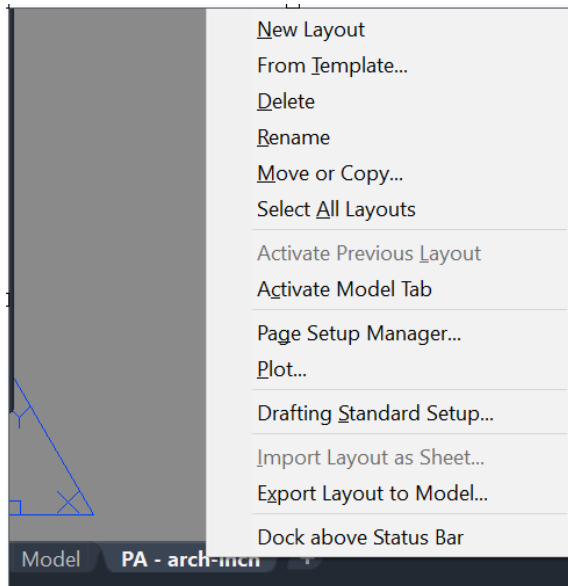 New Layout
From Template...
Delete
Rename
Move or Copy...
Select All Layouts
Activate Previous Layout
Activate Model Tab
Page Setup Manager...
Plot...
Drafting Standard Setup...
Import Layout as Sheet...
Export Layout to Model...
Dock above Status Bar
Y
X
Model PA - arch-inch +